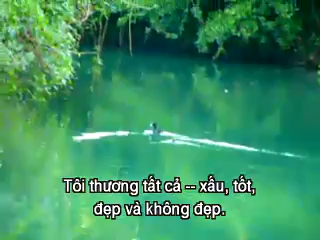 Tôi thương tất cả -- xấu, tốt,
đẹp và không đẹp.